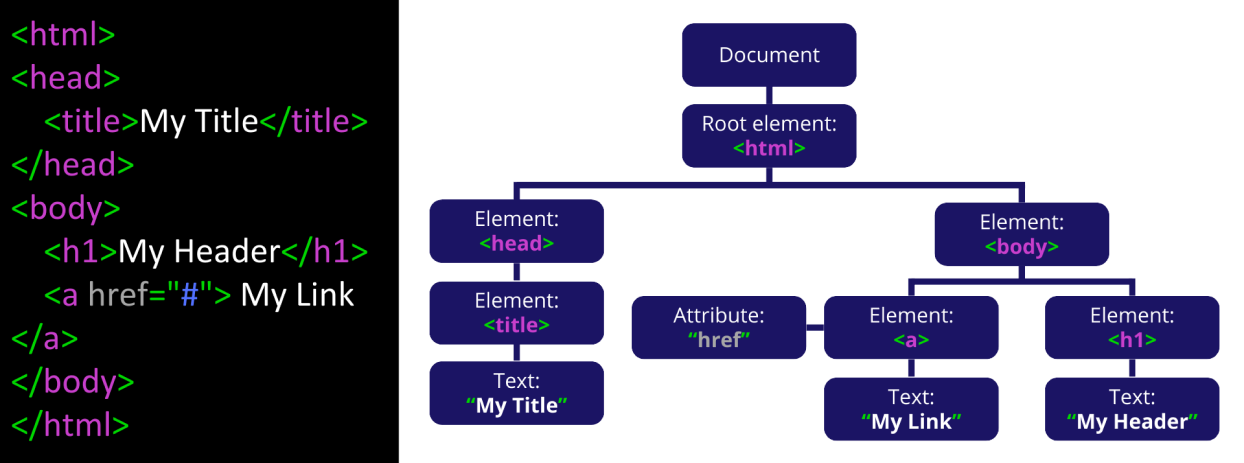 <html>
<head>
<title>My Title</title>
</head>
<body>
<h1>My Header</h1>
<a href="#"> My Link
</a>
</body>
</html>
Document
Root element:
<html>
Element:
<head>
Element:
<body>
Element:
<title>
Attribute:
“href”
Element:
<a>
Element:
<h1>
Text:
“My Title”
Text:
“My Link”
Text:
“My Header”